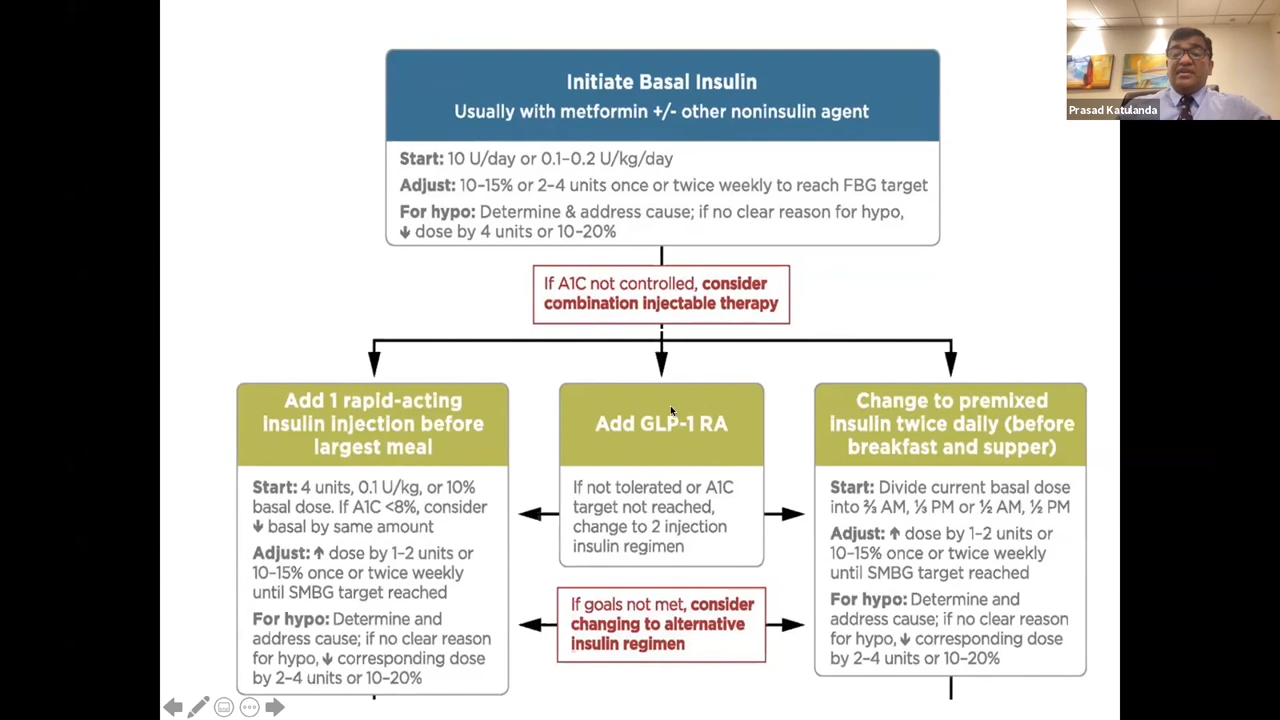 Initiate Basal Insulin
Usually with metformin +/- other noninsulin agent
Start: 10 U/day or 0.1–0.2 U/kg/day
Adjust: 10–15% or 2–4 units once or twice weekly to reach FBG target
For hypo: Determine & address cause; if no clear reason for hypo,
↓ dose by 4 units or 10–20%
Prasad Katulanda
If A1C not controlled, consider
combination injectable therapy
Add 1 rapid-acting
insulin injection before
largest meal
Start: 4 units, 0.1 U/kg, or 10%
basal dose. If A1C <8%, consider
↓ basal by same amount
Adjust: ↑ dose by 1–2 units or
10–15% once or twice weekly
until SMBG target reached
For hypo: Determine and
address cause; if no clear reason
for hypo, ↓ corresponding dose
by 2–4 units or 10–20%
Add GLP-1 RA
If not tolerated or A1C
target not reached,
change to 2 injection
insulin regimen
If goals not met, consider
changing to alternative
insulin regimen
Change to premixed
insulin twice daily (before
breakfast and supper)
Start: Divide current basal dose
into ⅔ AM, ⅓ PM or ½ AM, ½ PM
Adjust: ↑ dose by 1–2 units or
10–15% once or twice weekly
until SMBG target reached
For hypo: Determine and
address cause; if no clear reason
for hypo, ↓ corresponding dose
by 2–4 units or 10–20%